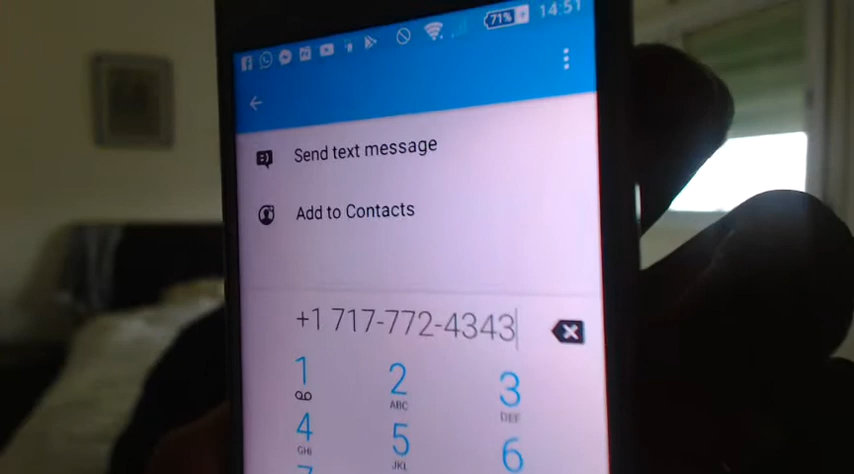 71% 14:51
Send text message
Add to Contacts
+1 717-772-4343
1 2 3
ABC DEF
4 5 6
GHI JKL